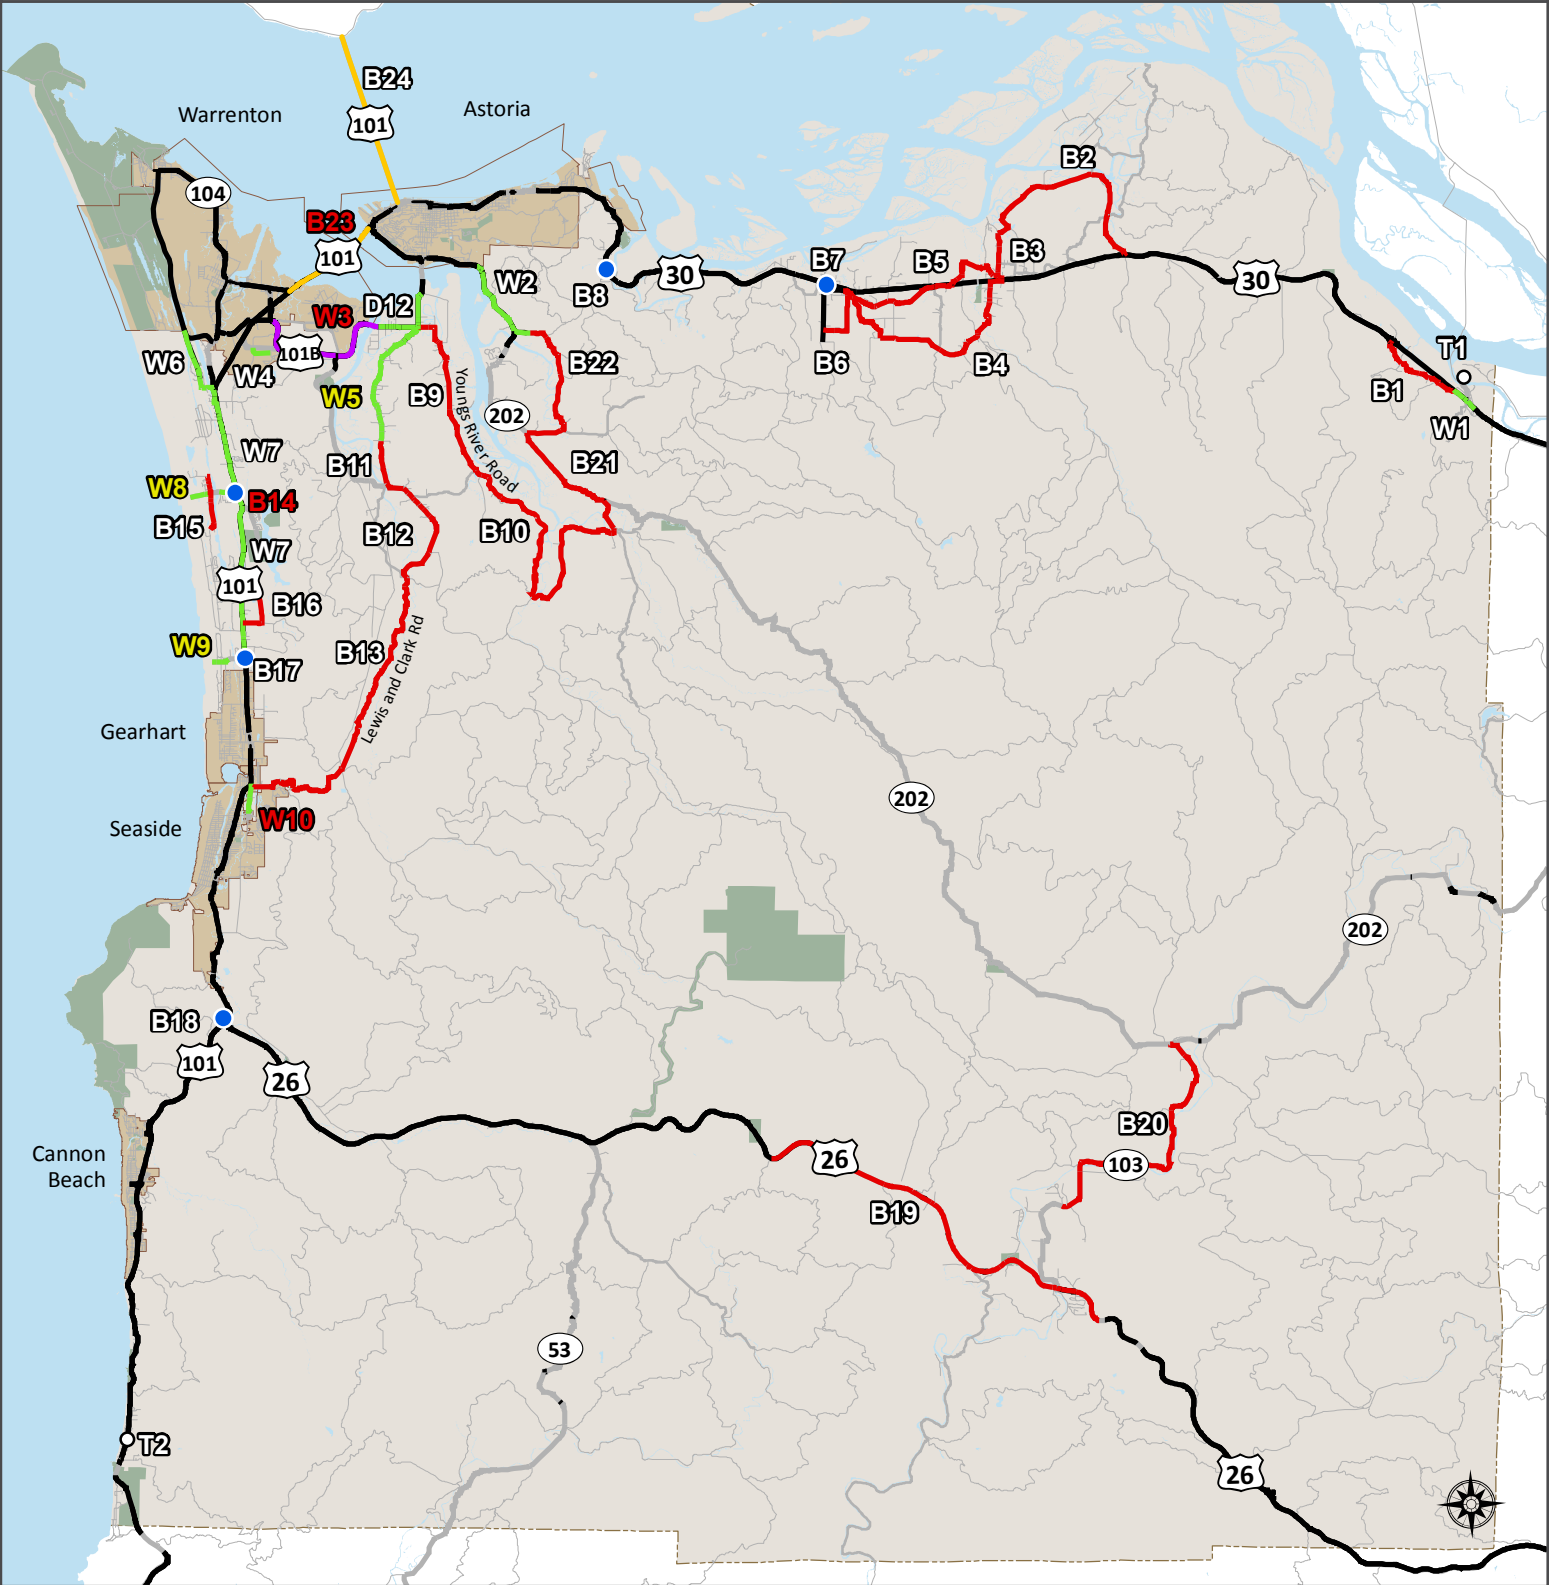 B24
101
Warrenton
Astoria
104
B23
101
B2
W2
B8
30
B7
B5
B3
30
D12
W3
101B
W6
W4
W5
B9
Youngs River Road
202
B22
B6
B4
B1
T1
W1
W7
B11
B21
W8
B14
B15
B12
B10
W7
101
B16
W9
B17
B13
Lewis and Clark Rd
Gearhart
Seaside
W10
202
202
B18
101
26
Cannon
Beach
26
B19
B20
103
53
T2
26